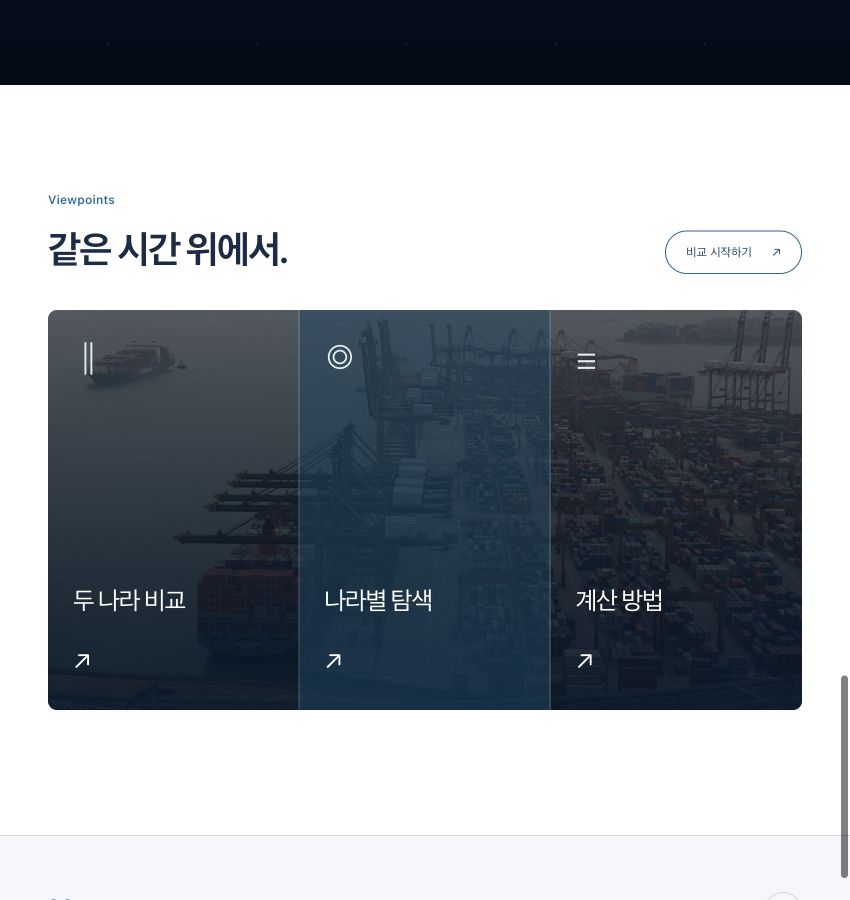 Viewpoints
같은 시간 위에서.
비교 시작하기
두 나라 비교
나라별 탐색
계산 방법